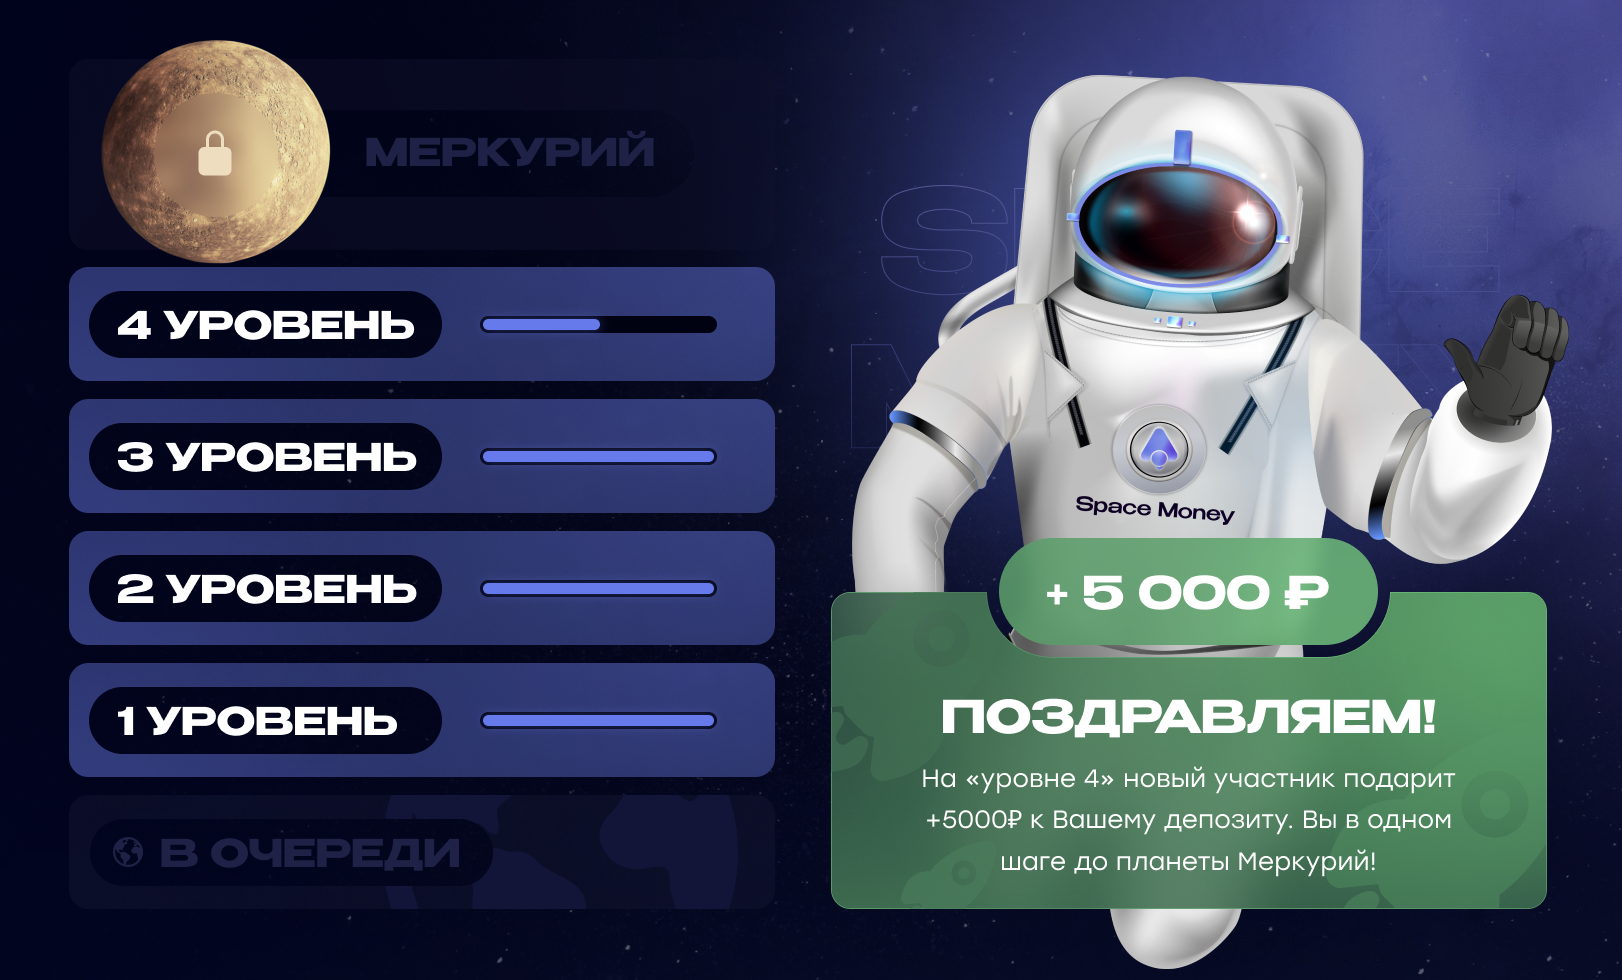 МЕРКУРИЙ
4 УРОВЕНЬ
3 УРОВЕНЬ
2 УРОВЕНЬ
1 УРОВЕНЬ
В ОЧЕРЕДИ
Space Money
+ 5 000 ₽
ПОЗДРАВЛЯЕМ!
На «уровне 4» новый участник подарит
+5000₽ к Вашему депозиту. Вы в одном
шаге до планеты Меркурий!